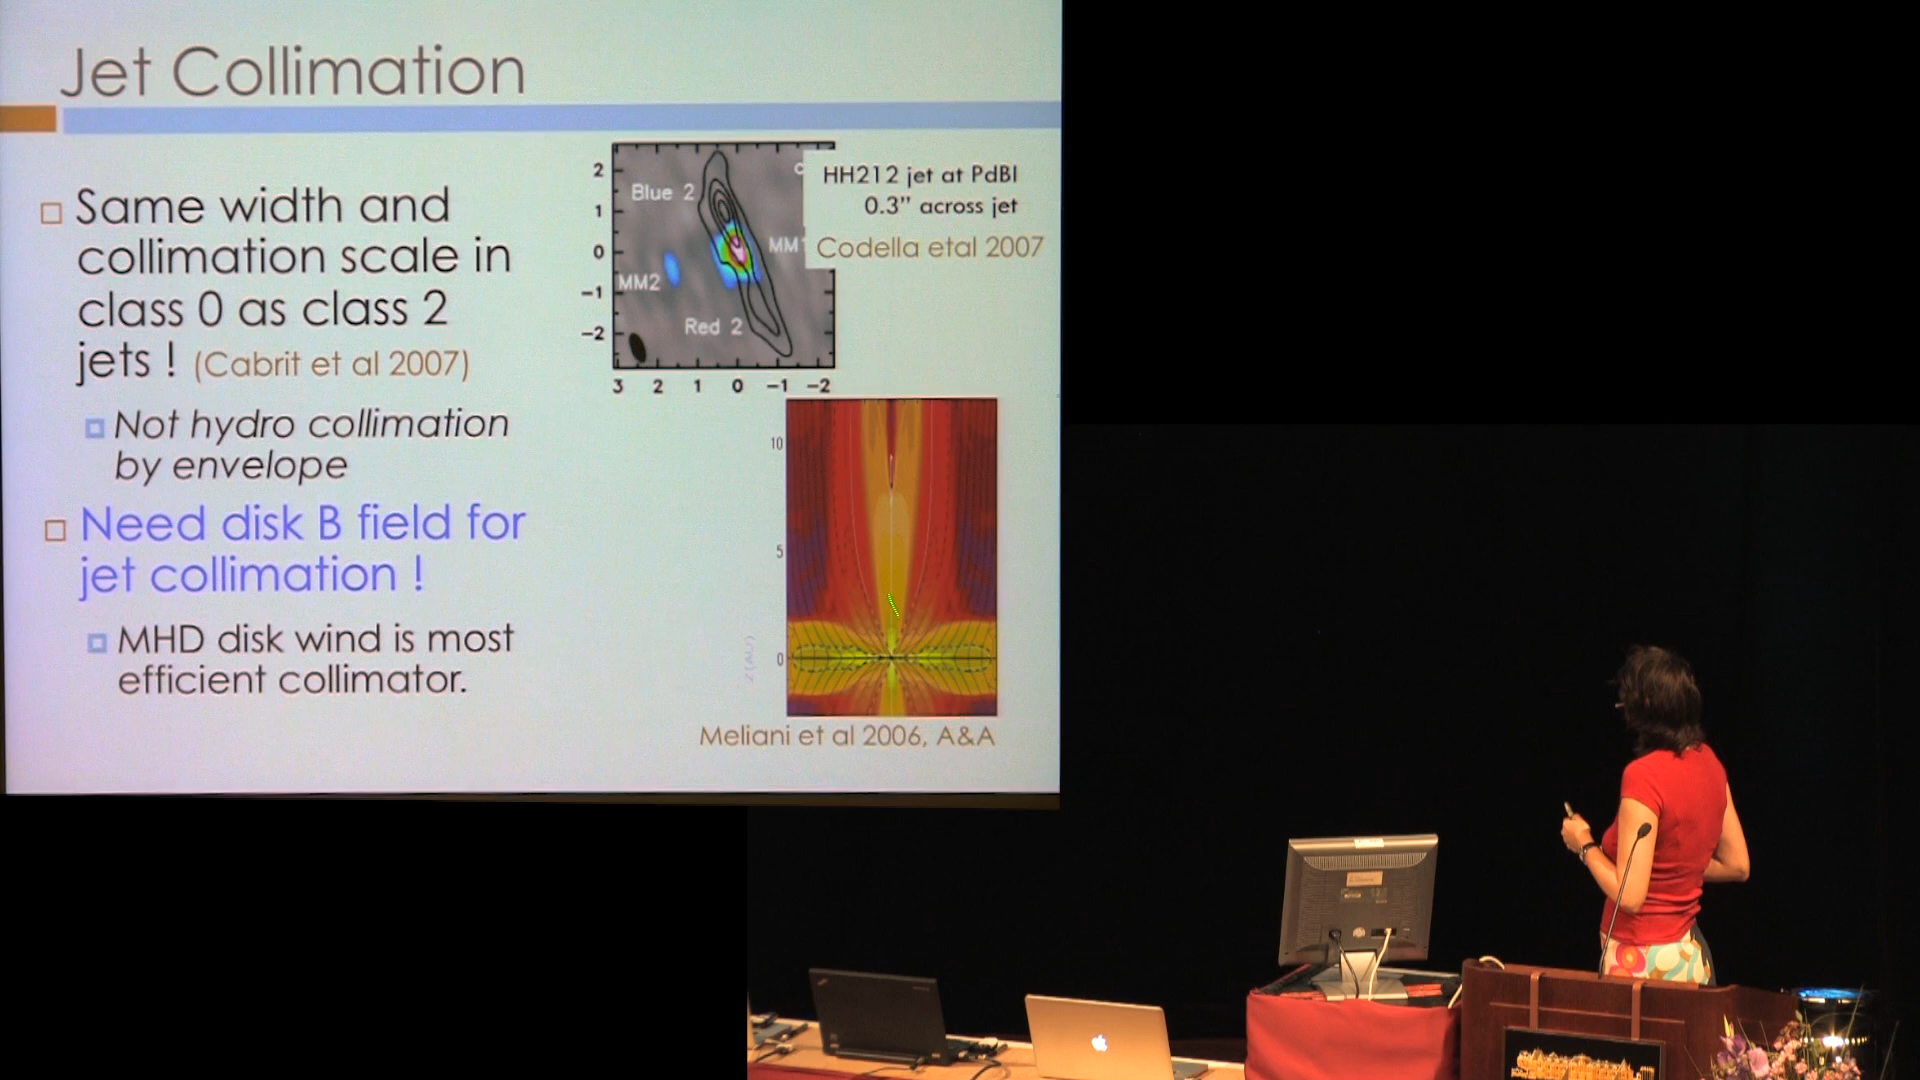 Jet Collimation
Same width and
collimation scale in
class 0 as class 2
jets ! (Cabrit et al 2007)
Not hydro collimation
by envelope
Need disk B field for
jet collimation !
MHD disk wind is most
efficient collimator.
2
1
0
−1
−2
3 2 1 0 −1 −2
Blue 2
MM1
MM2
Red 2
HH212 jet at PdBI
0.3” across jet
Codella etal 2007
10
5
0
Z(AU)
Meliani et al 2006, A&A